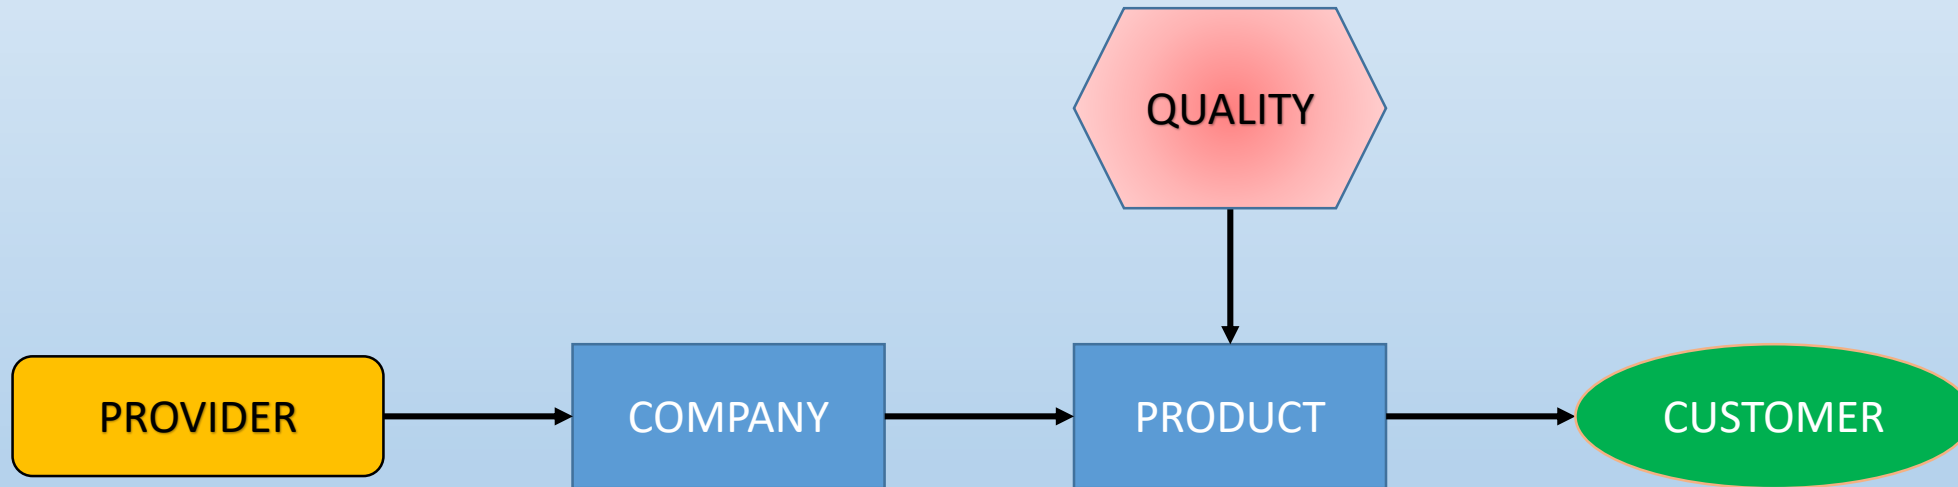 QUALITY
PROVIDER
COMPANY
PRODUCT
CUSTOMER